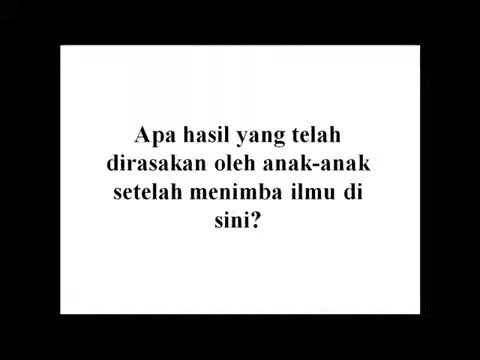 Apa hasil yang telah
dirasakan oleh anak-anak
setelah menimba ilmu di
sini?